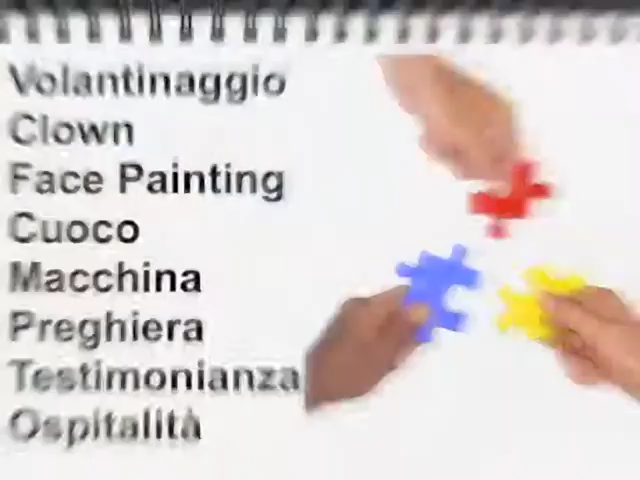 Volantinaggio
Clown
Face Painting
Cuoco
Macchina
Preghiera
Testimonianza
Ospitalità